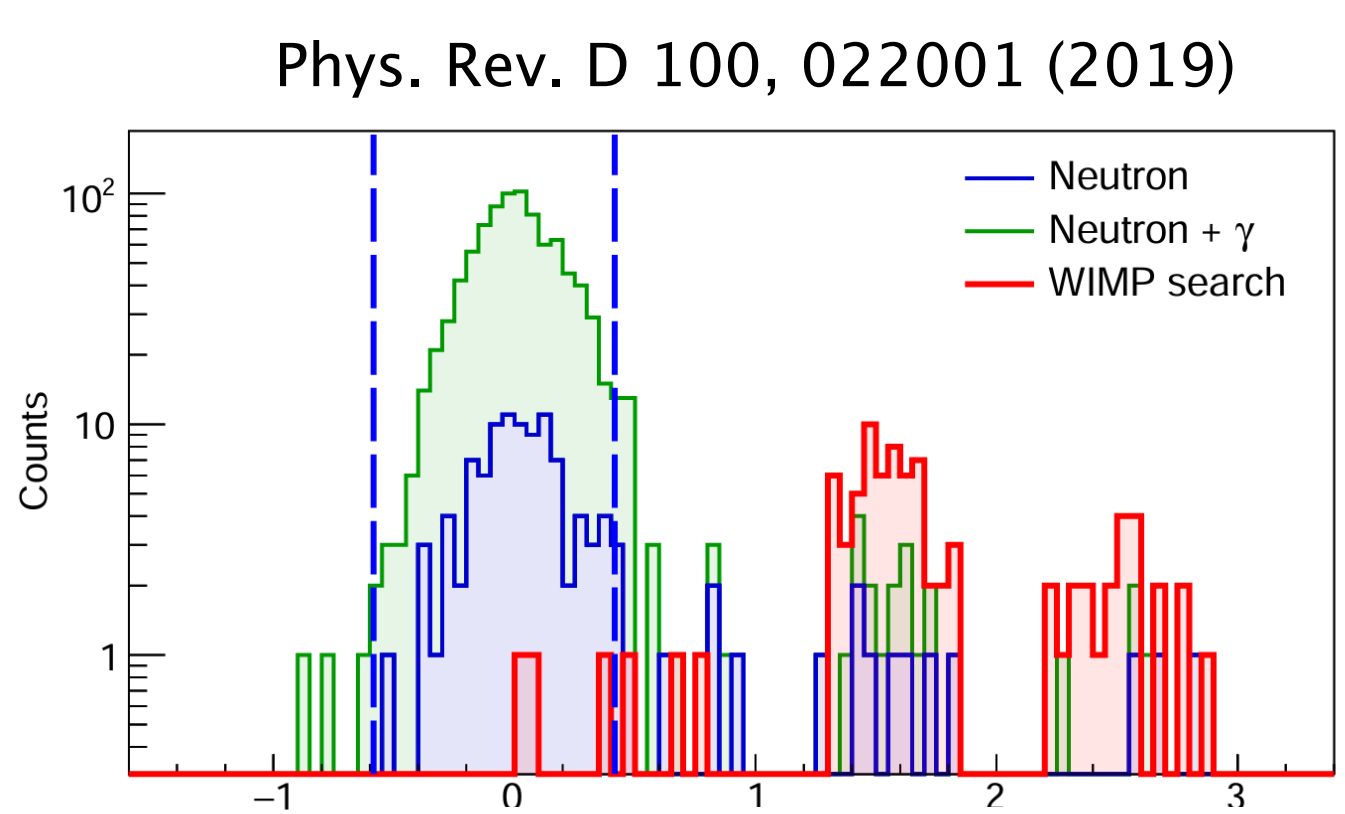 Phys. Rev. D 100, 022001 (2019)
10²
10
1
Counts
Neutron
Neutron + γ
WIMP search
−1 0 1 2 3